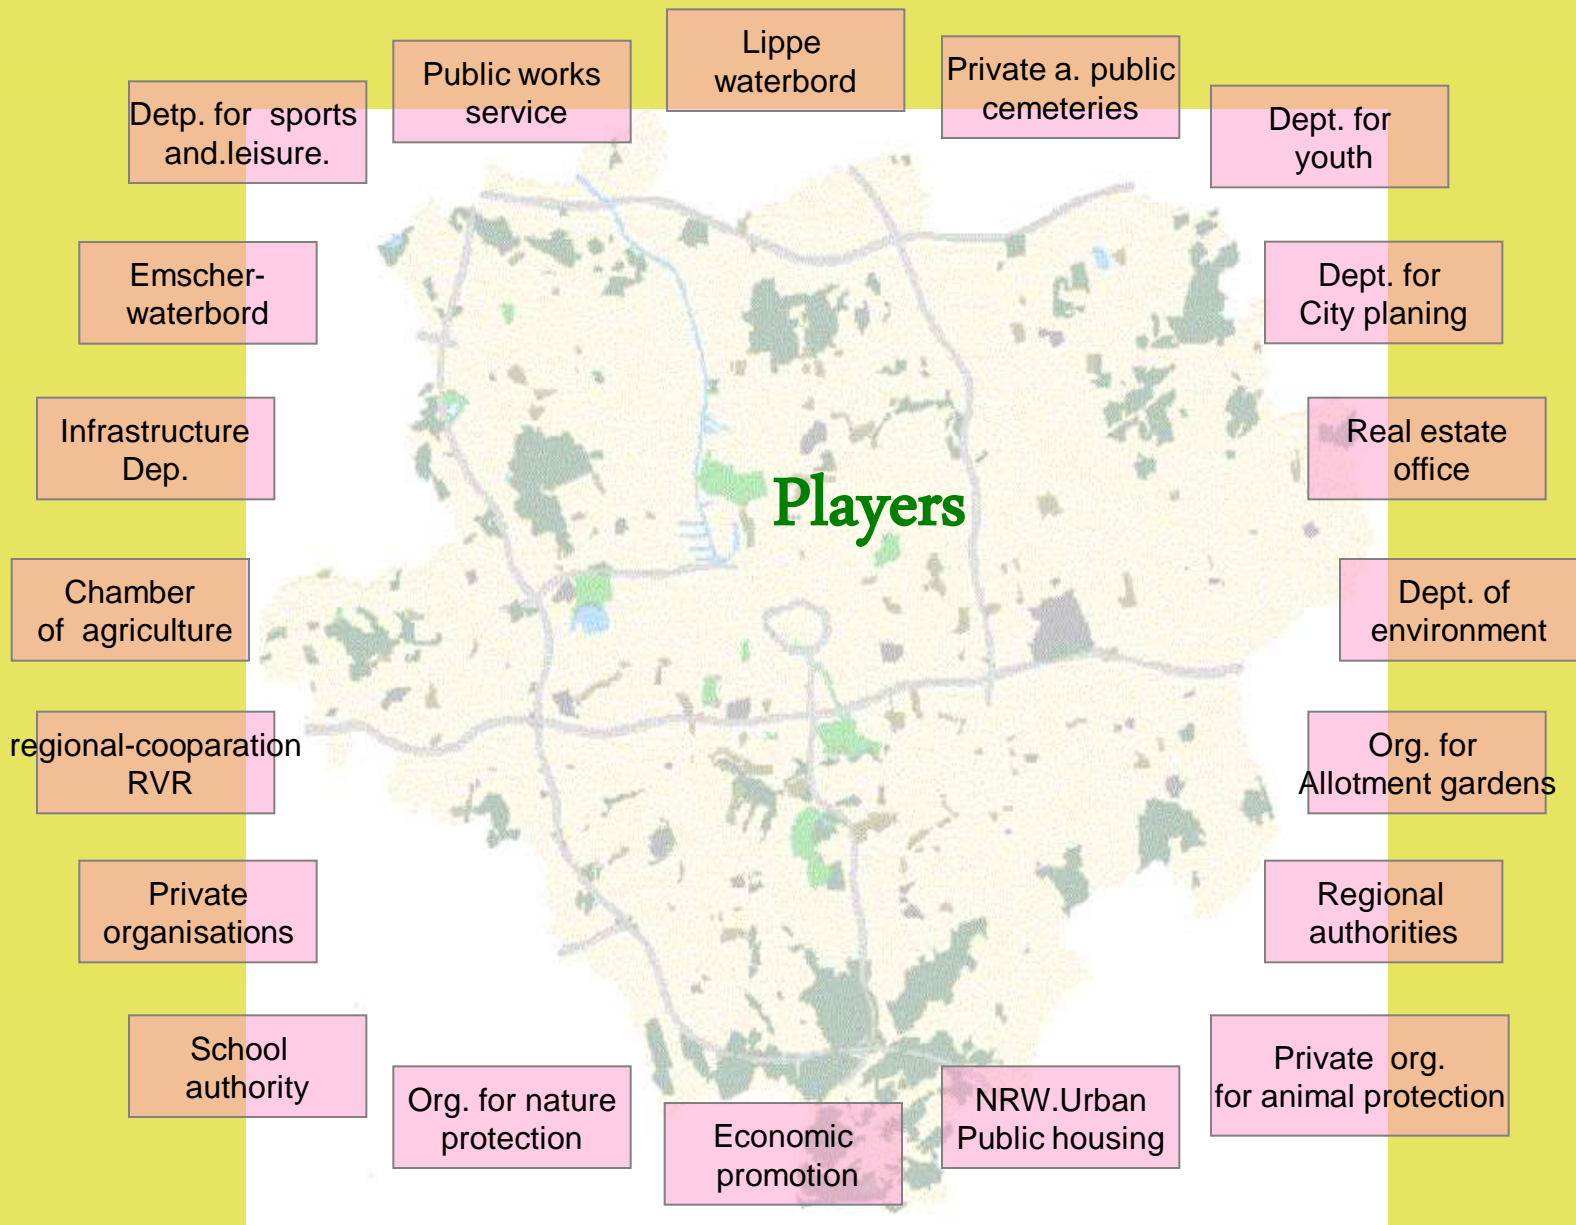 Lippe
waterbord
Public works
service
Private a. public
cemeteries
Detp. for sports
and.leisure.
Dept. for
youth
Emscher-
waterbord
Dept. for
City planing
Infrastructure
Dep.
Real estate
office
Players
Chamber
of agriculture
Dept. of
environment
regional-cooparation
RVR
Org. for
Allotment gardens
Private
organisations
Regional
authorities
School
authority
Private org.
for animal protection
Org. for nature
protection
NRW.Urban
Public housing
Economic
promotion